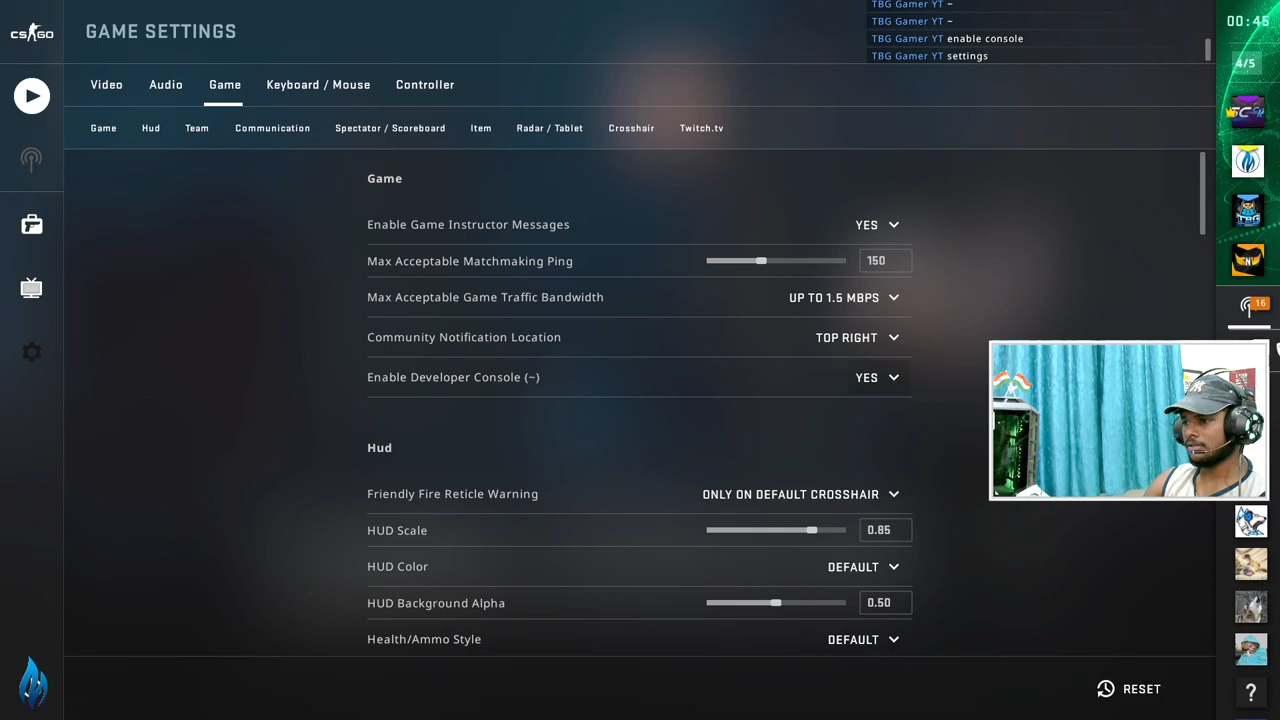 CS GO
GAME SETTINGS
TBG Gamer YT ~
TBG Gamer YT ~
TBG Gamer YT enable console
TBG Gamer YT settings
00:45
4/5
Video Audio Game Keyboard / Mouse Controller
Game Hud Team Communication Spectator / Scoreboard Item Radar / Tablet Crosshair Twitch.tv
Game
Enable Game Instructor Messages YES
Max Acceptable Matchmaking Ping 150
Max Acceptable Game Traffic Bandwidth UP TO 1.5 MBPS
Community Notification Location TOP RIGHT
Enable Developer Console (~) YES
Hud
Friendly Fire Reticle Warning ONLY ON DEFAULT CROSSHAIR
HUD Scale 0.85
HUD Color DEFAULT
HUD Background Alpha 0.50
Health/Ammo Style DEFAULT
RESET
TBG
16
?